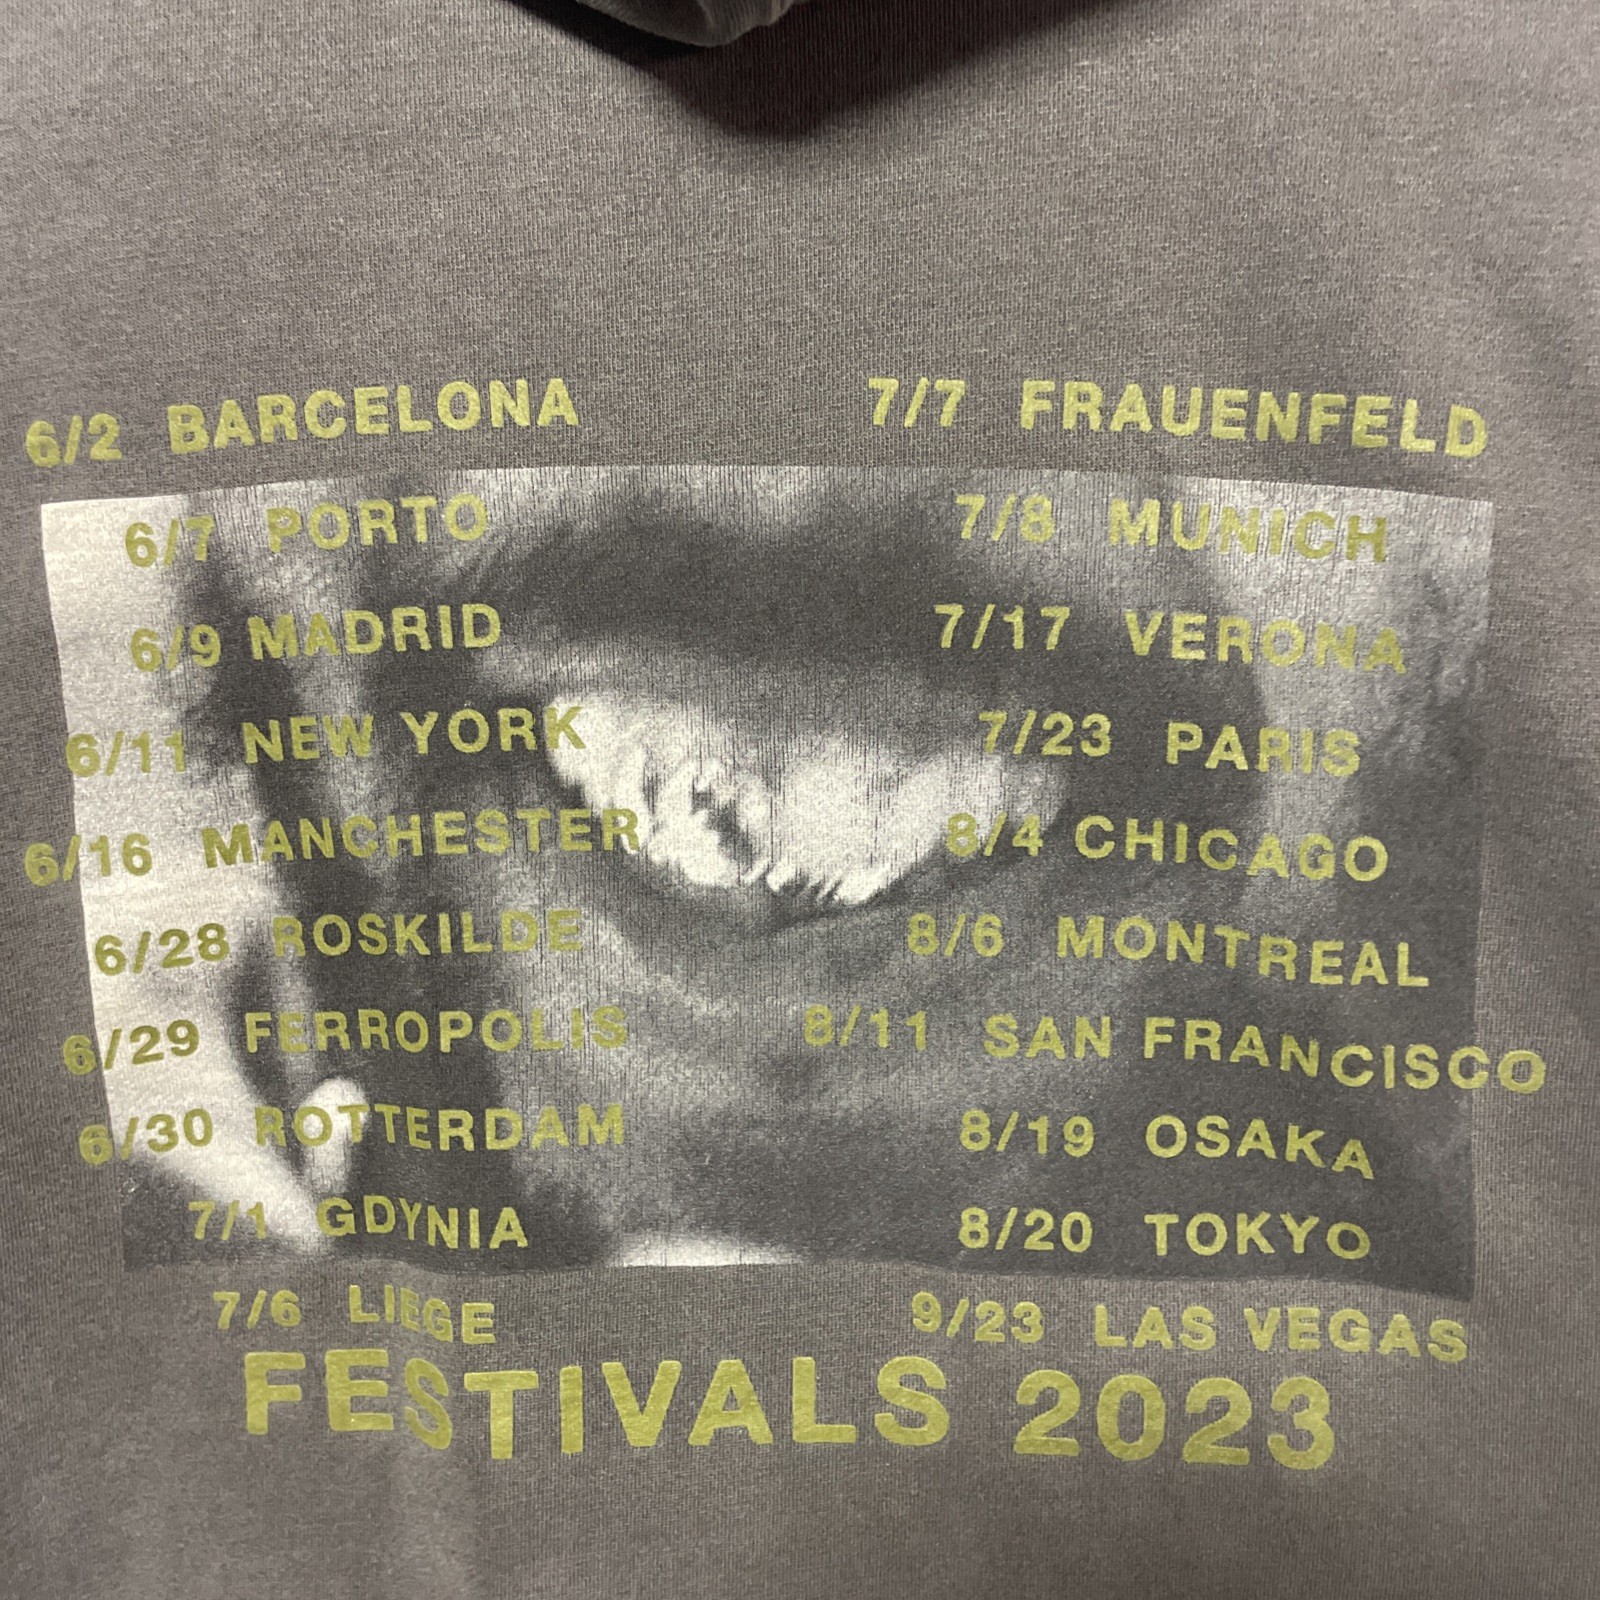 6/2 BARCELONA
6/7 PORTO
6/9 MADRID
6/11 NEW YORK
6/16 MANCHESTER
6/28 ROSKILDE
6/29 FERROPOLIS
6/30 ROTTERDAM
7/1 GDYNIA
7/6 LIEGE
7/7 FRAUENFELD
7/8 MUNICH
7/17 VERONA
7/23 PARIS
8/4 CHICAGO
8/6 MONTREAL
8/11 SAN FRANCISCO
8/19 OSAKA
8/20 TOKYO
9/23 LAS VEGAS
FESTIVALS 2023